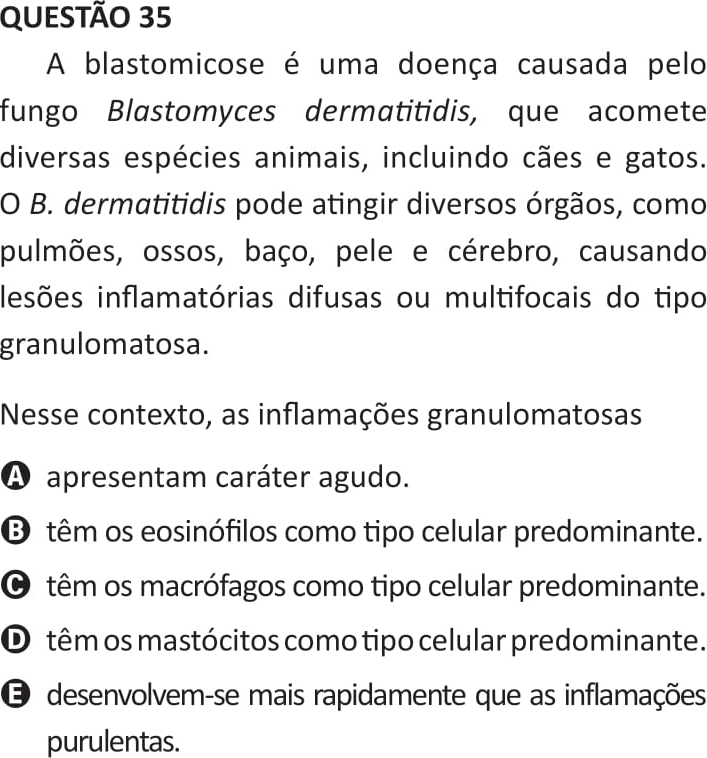 QUESTÃO 35
A blastomicose é uma doença causada pelo
fungo Blastomyces dermatitidis, que acomete
diversas espécies animais, incluindo cães e gatos.
O B. dermatitidis pode atingir diversos órgãos, como
pulmões, ossos, baço, pele e cérebro, causando
lesões inflamatórias difusas ou multifocais do tipo
granulomatosa.
Nesse contexto, as inflamações granulomatosas
A apresentam caráter agudo.
B têm os eosinófilos como tipo celular predominante.
C têm os macrófagos como tipo celular predominante.
D têm os mastócitos como tipo celular predominante.
E desenvolvem-se mais rapidamente que as inflamações
purulentas.